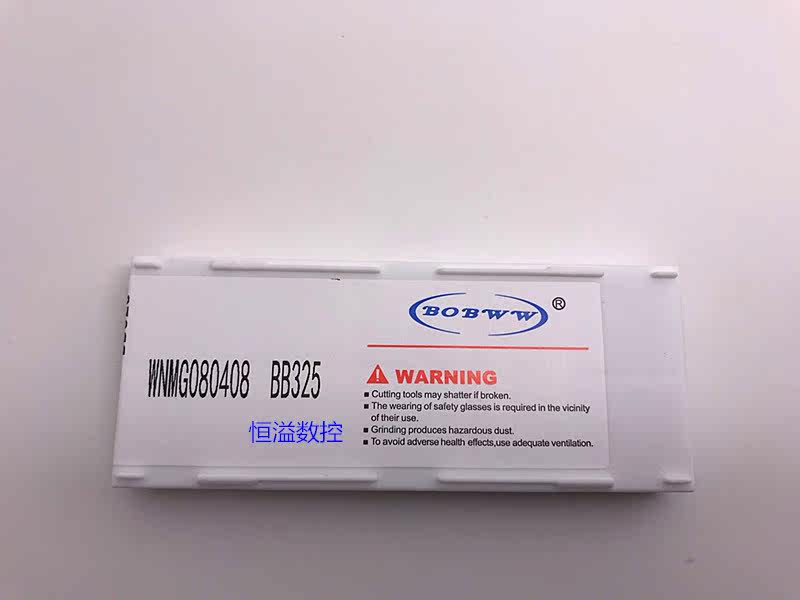 BOBWW®
WNMG080408 BB325
恒溢数控
WARNING
■ Cutting tools may shatter if broken.
■ The wearing of safety glasses is required in the vicinity
of their use.
■ Grinding produces hazardous dust.
■ To avoid adverse health effects,use adequate ventilation.